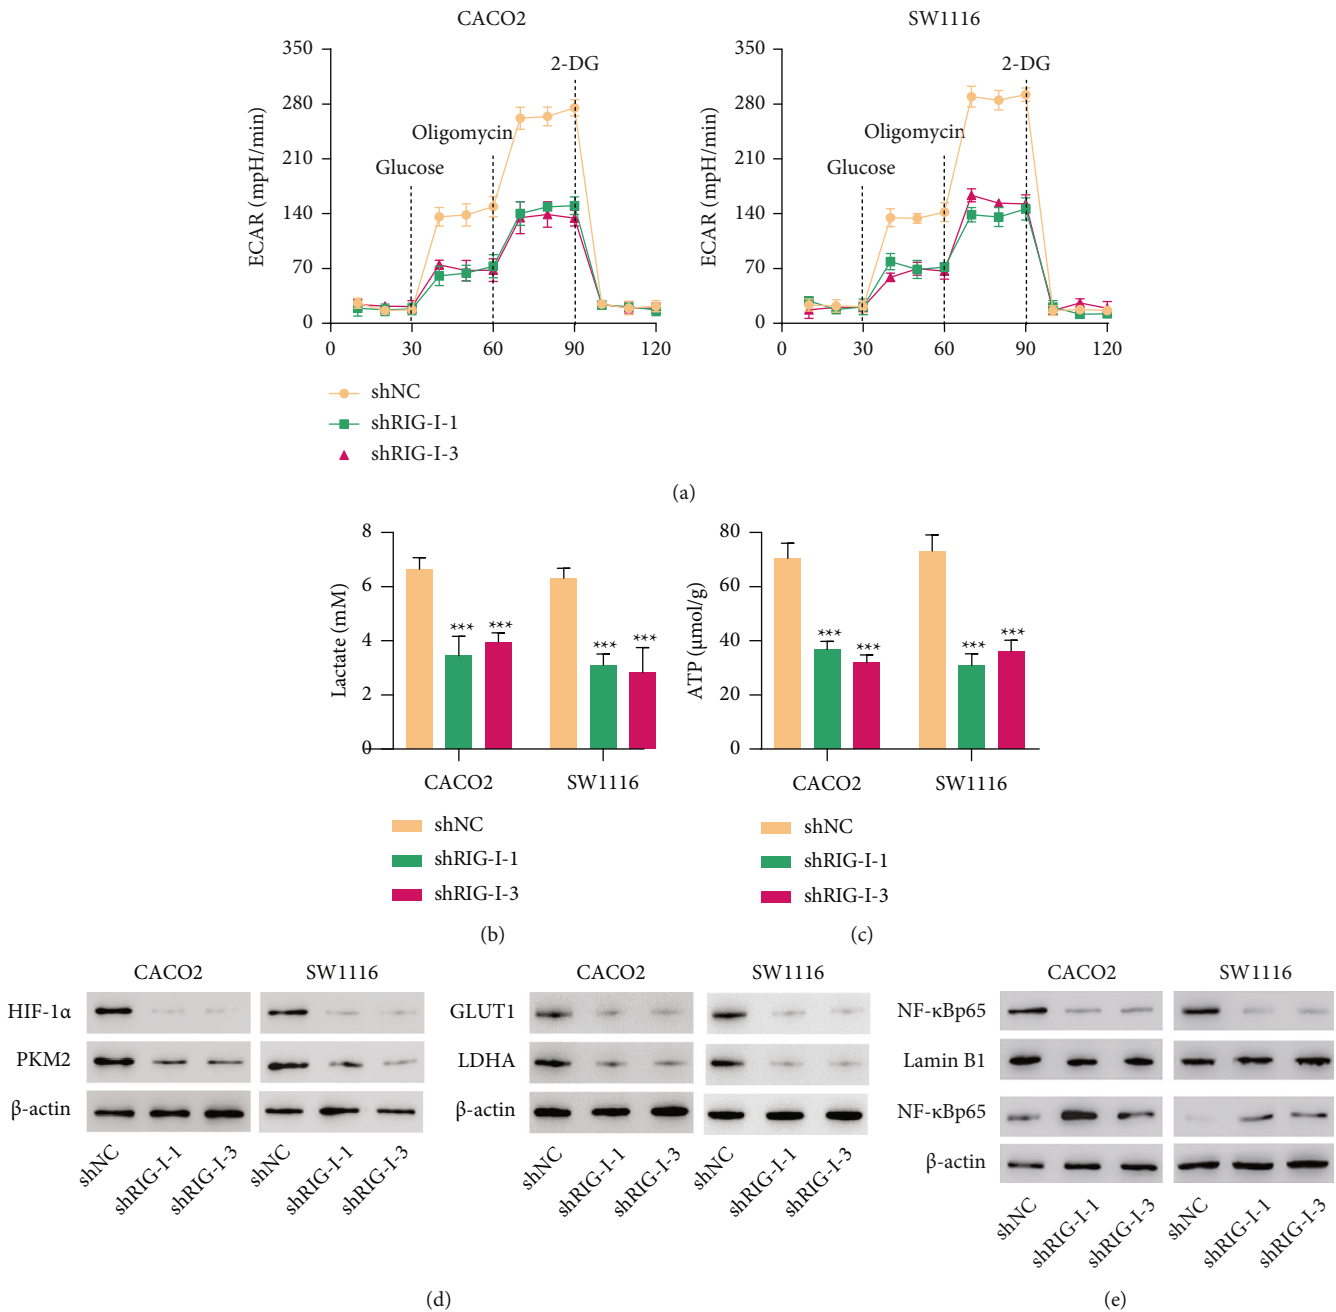 CACO2
SW1116
350
280
210
140
70
0
ECAR (mpH/min)
Glucose
Oligomycin
2-DG
0
30
60
90
120
350
280
210
140
70
0
ECAR (mpH/min)
Glucose
Oligomycin
2-DG
0
30
60
90
120
shNC
shRIG-I-1
shRIG-I-3
(a)
8
6
4
2
0
Lactate (mM)
***
***
***
***
CACO2
SW1116
shNC
shRIG-I-1
shRIG-I-3
(b)
80
60
40
20
0
ATP (μmol/g)
***
***
***
***
CACO2
SW1116
shNC
shRIG-I-1
shRIG-I-3
(c)
CACO2
SW1116
HIF-1α
PKM2
β-actin
shNC
shRIG-I-1
shRIG-I-3
shNC
shRIG-I-1
shRIG-I-3
(d)
CACO2
SW1116
GLUT1
LDHA
β-actin
shNC
shRIG-I-1
shRIG-I-3
shNC
shRIG-I-1
shRIG-I-3
CACO2
SW1116
NF-κBp65
Lamin B1
NF-κBp65
β-actin
shNC
shRIG-I-1
shRIG-I-3
shNC
shRIG-I-1
shRIG-I-3
(e)